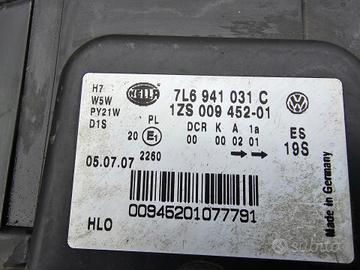 HELLA
7L6 941 031 C
1ZS 009 452-01
H7
W5W
PY21W
D1S
PL
20 E1
2260
DCR K A 1a
00 00 02 01
ES
19S
05.07.07
HLO
00945201077791
Made in Germany
subito